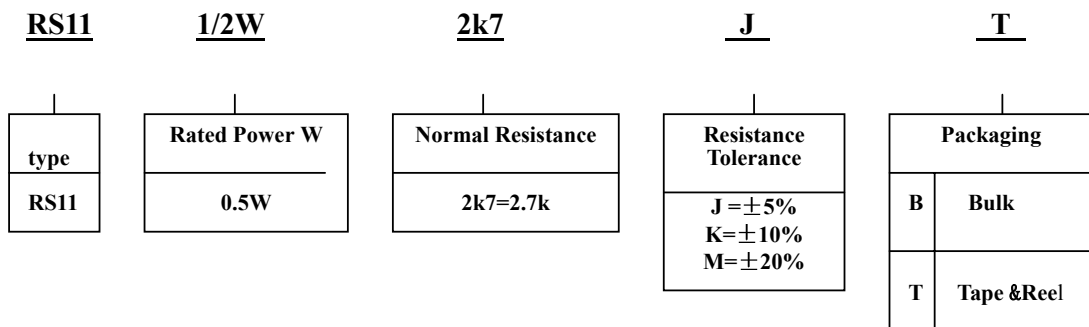 RS11 1/2W 2k7 J T
type
RS11
Rated Power W
0.5W
Normal Resistance
2k7=2.7k
Resistance
Tolerance
J =±5%
K=±10%
M=±20%
Packaging
B Bulk
T Tape &Reel